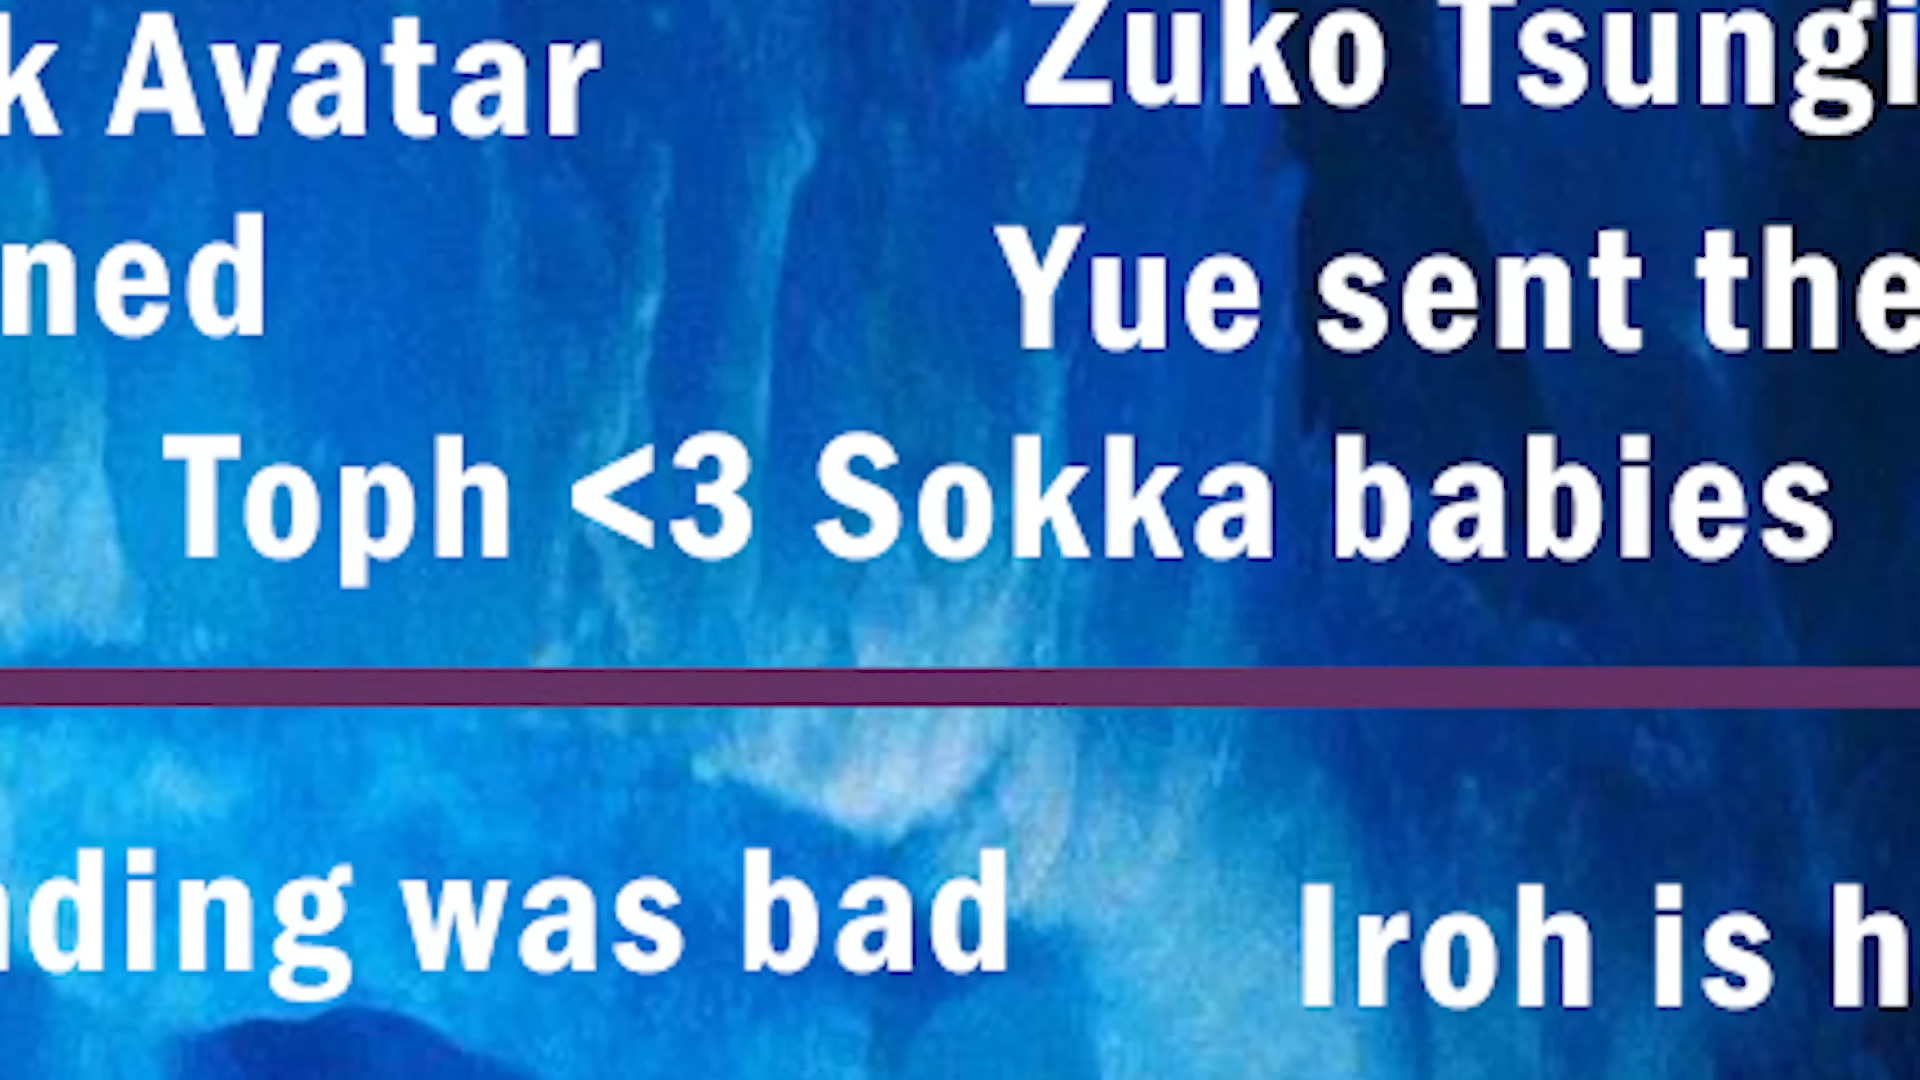 k Avatar
Zuko Tsungi
ned
Yue sent the
Toph <3 Sokka babies
nding was bad
Iroh is h